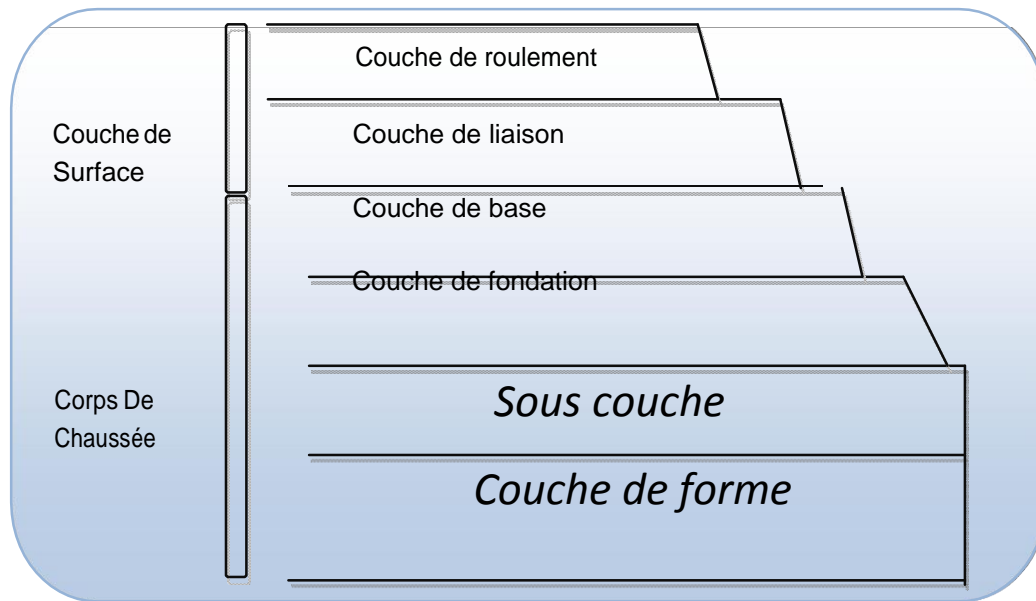 Couche de roulement
Couche de liaison
Couche de
Surface
Couche de base
Couche de fondation
Sous couche
Corps De
Chaussée
Couche de forme